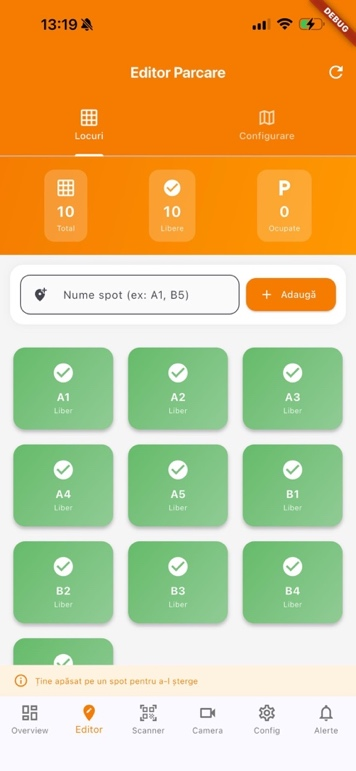 13:19
DEBUG
Editor Parcare
Locuri
Configurare
10
Total
10
Libere
P
0
Ocupate
Nume spot (ex: A1, B5)
+ Adaugă
A1
Liber
A2
Liber
A3
Liber
A4
Liber
A5
Liber
B1
Liber
B2
Liber
B3
Liber
B4
Liber
Ține apăsat pe un spot pentru a-l șterge
Overview
Editor
Scanner
Camera
Config
Alerte